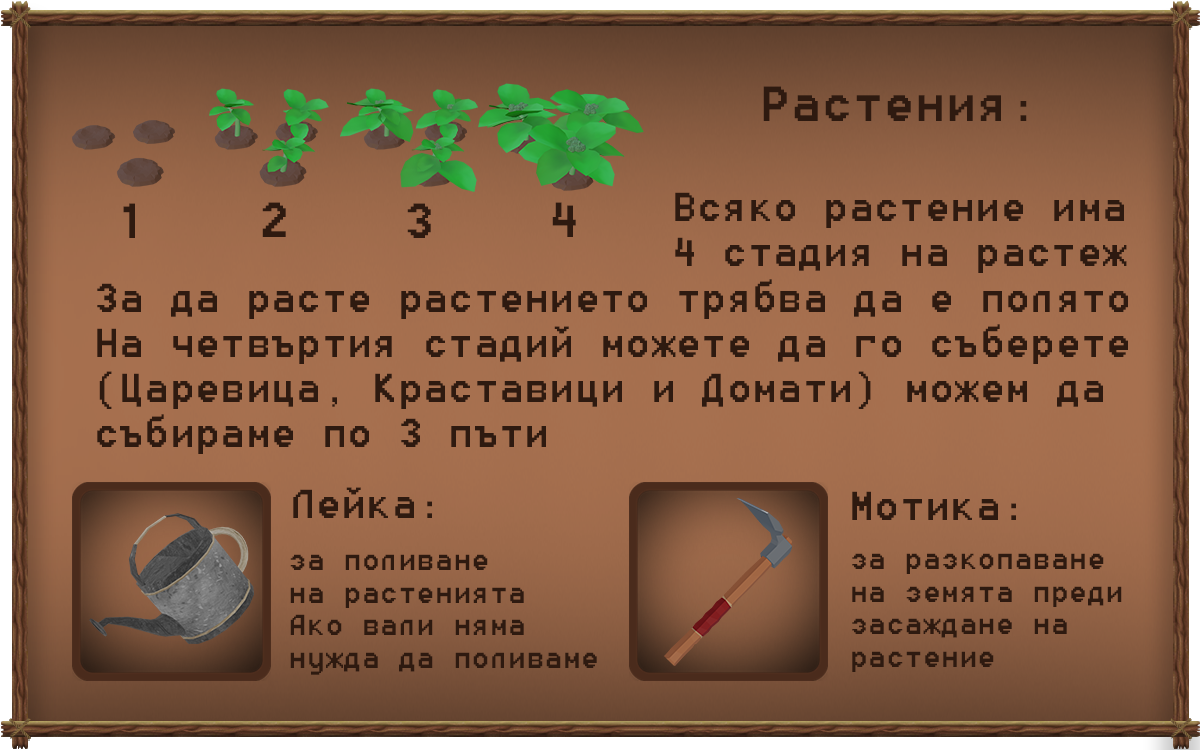 Растения:
1 2 3 4
Всяко растение има
4 стадия на растеж
За да расте растението трябва да е полято
На четвъртия стадий можете да го съберете
(Царевица, Краставици и Домати) можем да
събираме по 3 пъти
Лейка:
за поливане
на растенията
Ако вали няма
нужда да поливаме
Мотика:
за разкопаване
на земята преди
засаждане на
растение